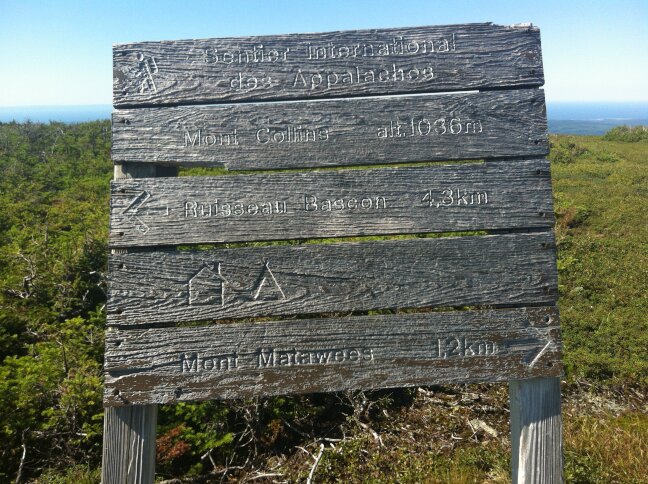 Sentier International
des Appalaches
Mont Collins alt.1036m
Ruisseau Bascon 4,3km
Mont Matawees 1,2km